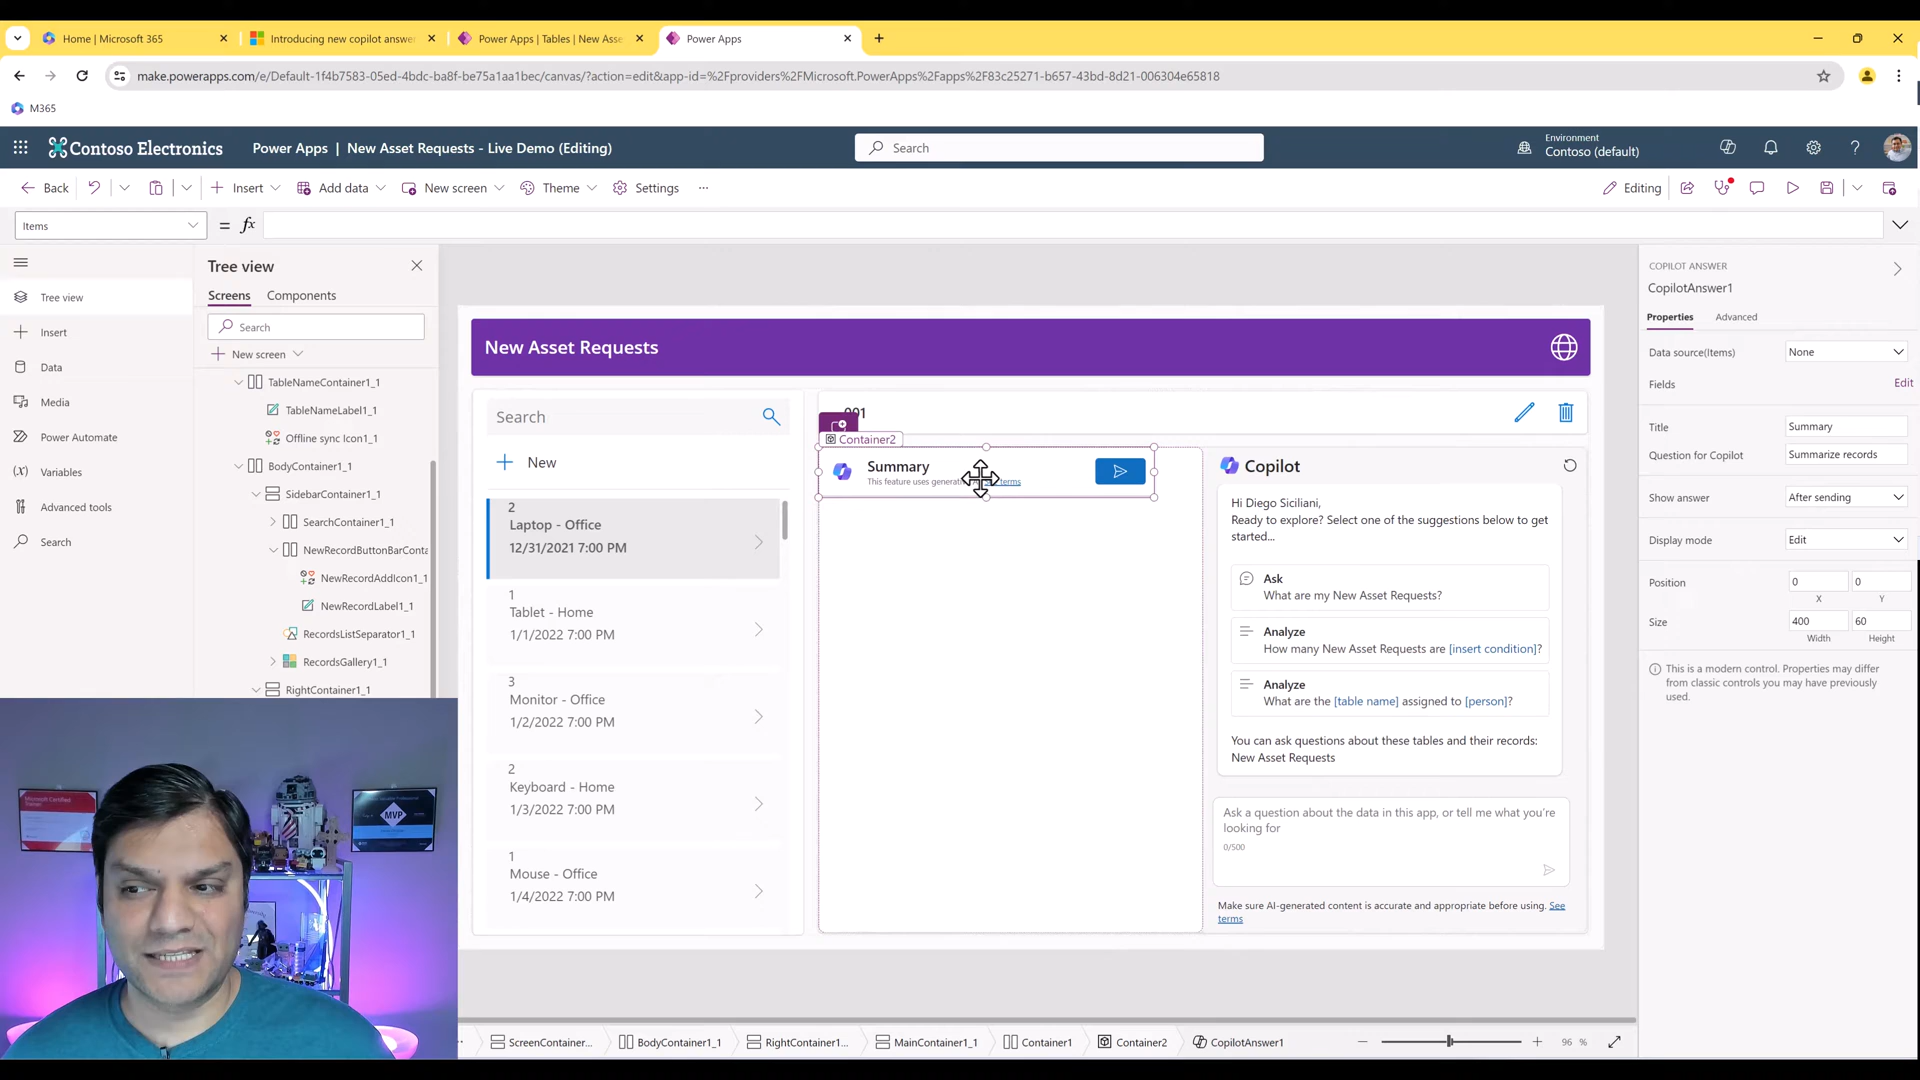 Home | Microsoft 365
Introducing new copilot answe
Power Apps | Tables | New Asse
Power Apps
make.powerapps.com/e/Default-1f4b7583-05ed-4bdc-ba8f-be75a1aa1bec/canvas/?action=edit&app-id=%2Fproviders%2FMicrosoft.PowerApps%2Fapps%2F83c25271-b657-43bd-8d21-006304e65818
M365
Contoso Electronics
Power Apps | New Asset Requests - Live Demo (Editing)
Search
Environment
Contoso (default)
Back
Insert
Add data
New screen
Theme
Settings
Editing
Items
= fx
Tree view
Insert
Data
Media
Power Automate
Variables
Advanced tools
Search
Tree view
Screens
Components
Search
New screen
TableNameContainer1_1
TableNameLabel1_1
Offline sync Icon1_1
BodyContainer1_1
SidebarContainer1_1
SearchContainer1_1
NewRecordButtonBarConta
NewRecordAddIcon1_1
NewRecordLabel1_1
RecordsListSeparator1_1
RecordsGallery1_1
RightContainer1_1
New Asset Requests
Search
New
2
Laptop - Office
12/31/2021 7:00 PM
1
Tablet - Home
1/1/2022 7:00 PM
3
Monitor - Office
1/2/2022 7:00 PM
2
Keyboard - Home
1/3/2022 7:00 PM
1
Mouse - Office
1/4/2022 7:00 PM
001
Container2
Summary
This feature uses generati terms
Copilot
Hi Diego Siciliani,
Ready to explore? Select one of the suggestions below to get
started...
Ask
What are my New Asset Requests?
Analyze
How many New Asset Requests are [insert condition]?
Analyze
What are the [table name] assigned to [person]?
You can ask questions about these tables and their records:
New Asset Requests
Ask a question about the data in this app, or tell me what you're
looking for
0/500
Make sure AI-generated content is accurate and appropriate before using. See
terms
COPILOT ANSWER
CopilotAnswer1
Properties
Advanced
Data source(Items)
None
Fields
Edit
Title
Summary
Question for Copilot
Summarize records
Show answer
After sending
Display mode
Edit
Position
0
0
X
Y
Size
400
60
Width
Height
This is a modern control. Properties may differ
from classic controls you may have previously
used.
MVP
ScreenContainer...
BodyContainer1_1
RightContainer1...
MainContainer1_1
Container1
Container2
CopilotAnswer1
96 %